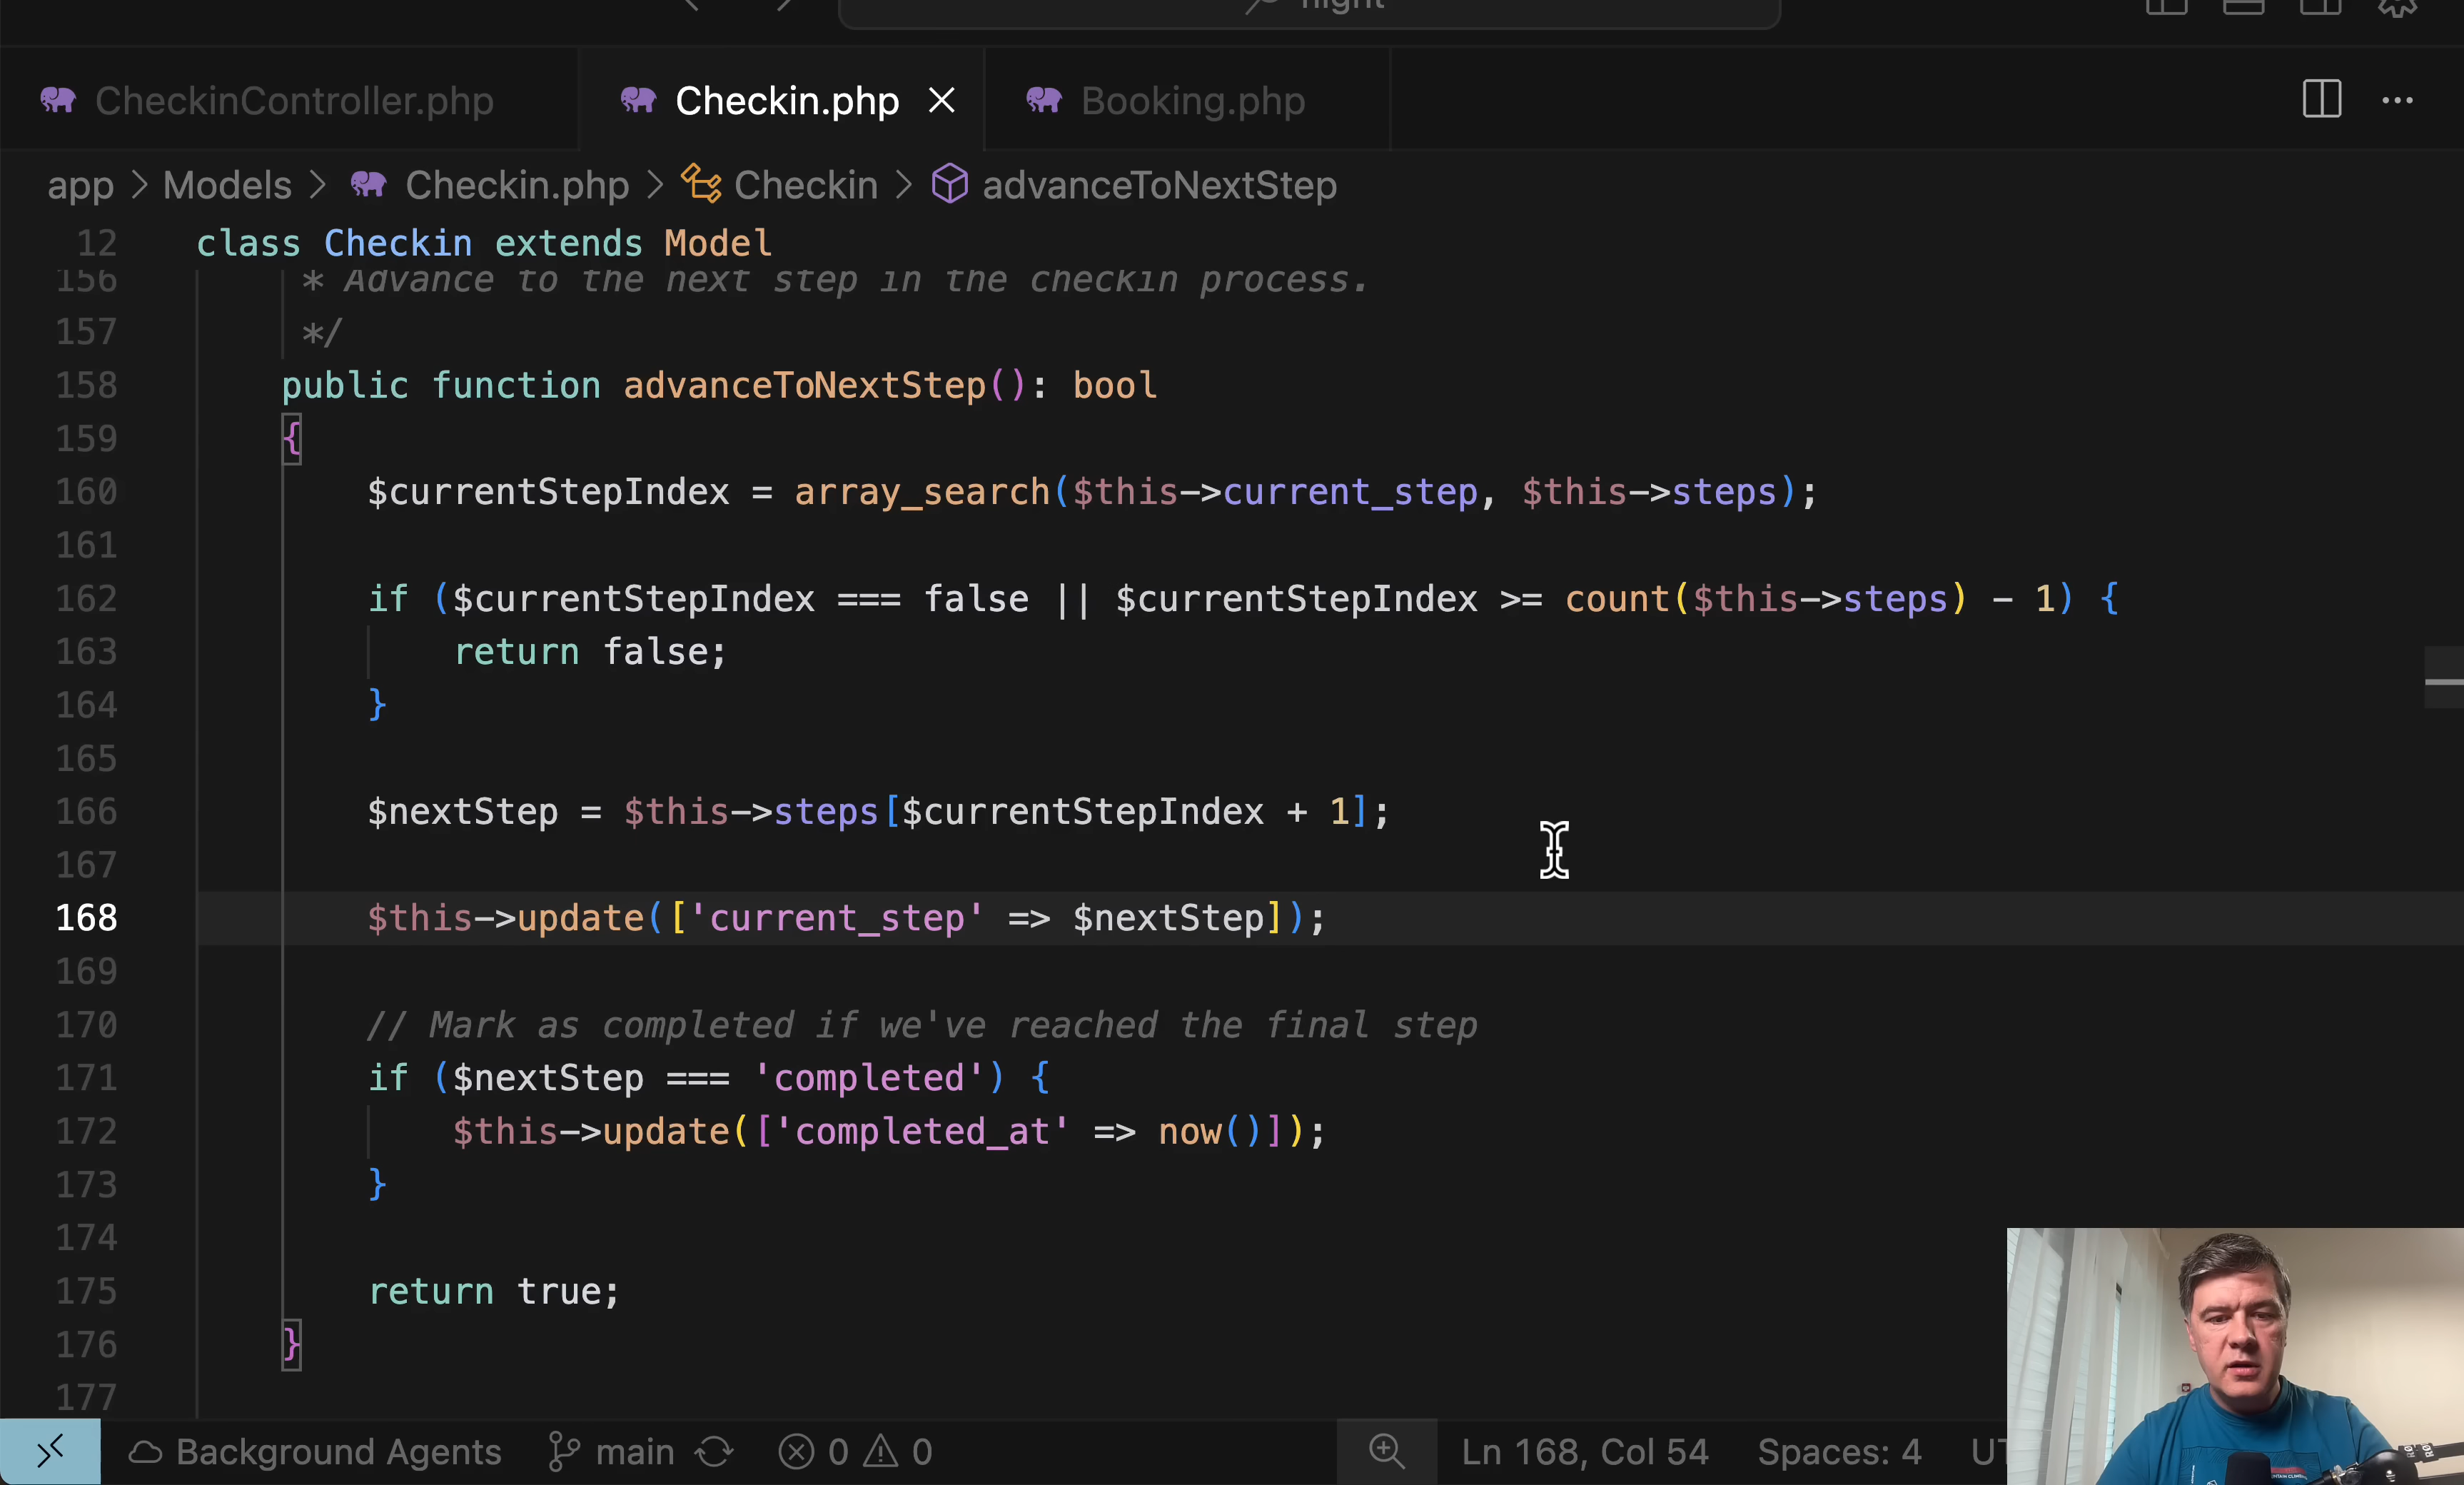 night
CheckinController.php
Checkin.php
Booking.php
app > Models > Checkin.php > Checkin > advanceToNextStep
12 class Checkin extends Model
156 * Advance to the next step in the checkin process.
157 */
158 public function advanceToNextStep(): bool
159 {
160 $currentStepIndex = array_search($this->current_step, $this->steps);
161
162 if ($currentStepIndex === false || $currentStepIndex >= count($this->steps) - 1) {
163 return false;
164 }
165
166 $nextStep = $this->steps[$currentStepIndex + 1];
167
168 $this->update(['current_step' => $nextStep]);
169
170 // Mark as completed if we've reached the final step
171 if ($nextStep === 'completed') {
172 $this->update(['completed_at' => now()]);
173 }
174
175 return true;
176 }
177
Background Agents main 0 0 Ln 168, Col 54 Spaces: 4